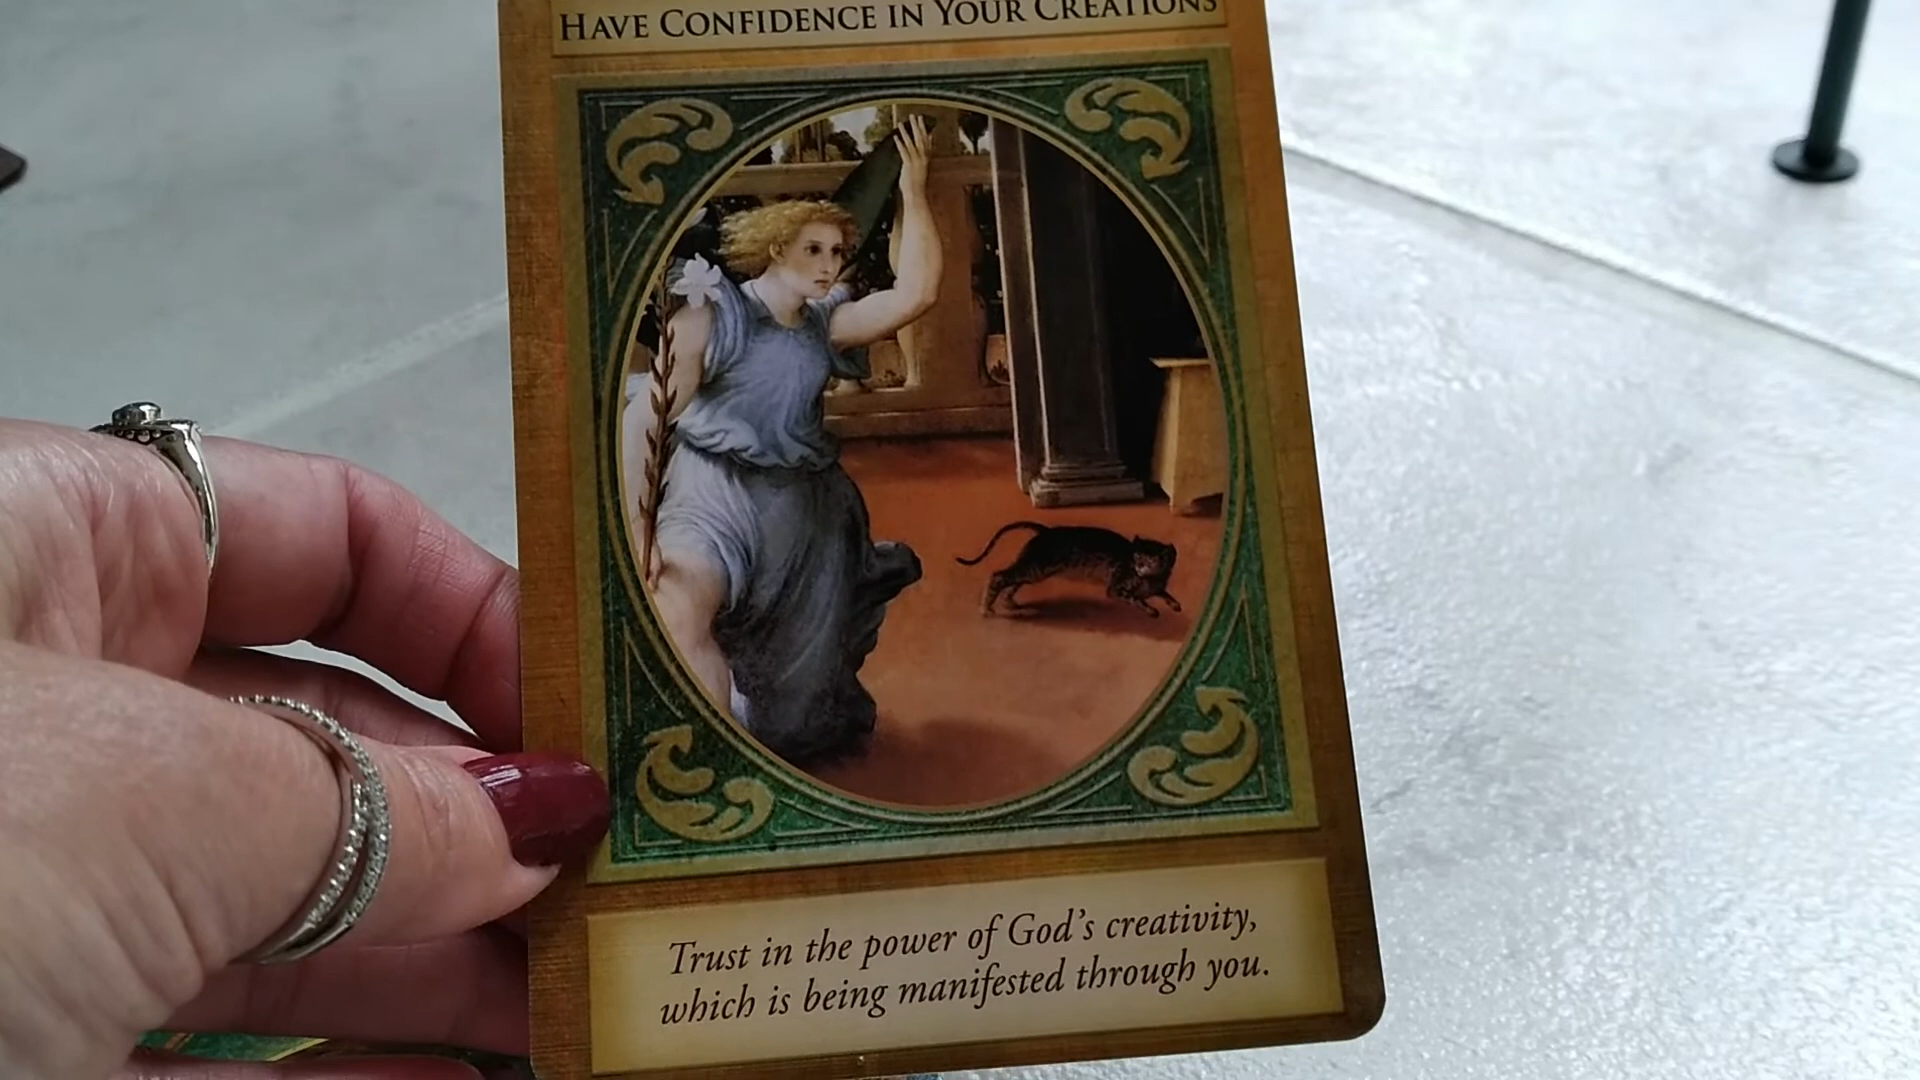 HAVE CONFIDENCE IN YOUR CREATIONS
Trust in the power of God's creativity,
which is being manifested through you.